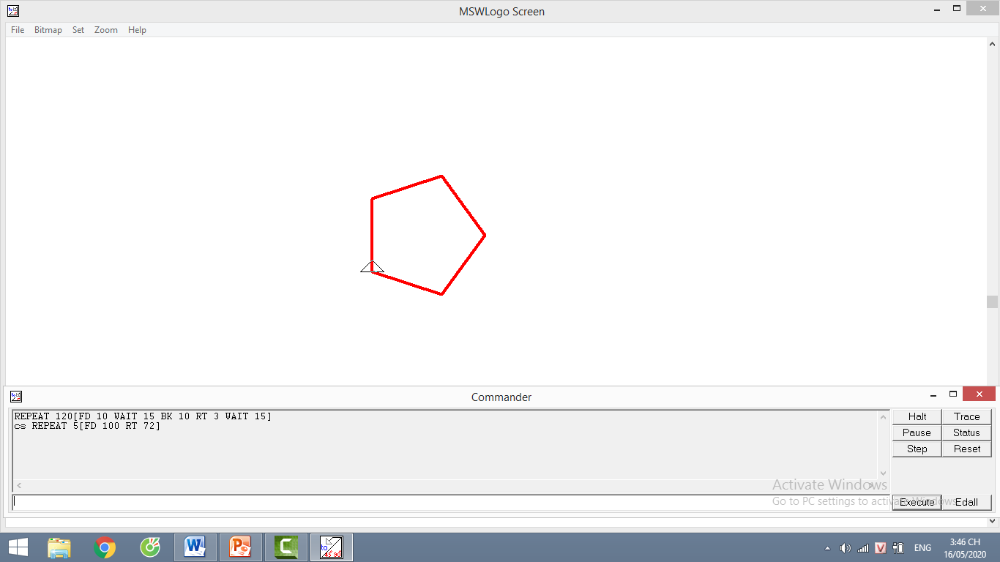 MSWLogo Screen
File Bitmap Set Zoom Help
Commander
REPEAT 120[FD 10 WAIT 15 BK 10 RT 3 WAIT 15]
cs REPEAT 5[FD 100 RT 72]
Halt Trace
Pause Status
Step Reset
Execute Edall
Activate Windows
Go to PC settings to activate Windows.
ENG
3:46 CH
16/05/2020